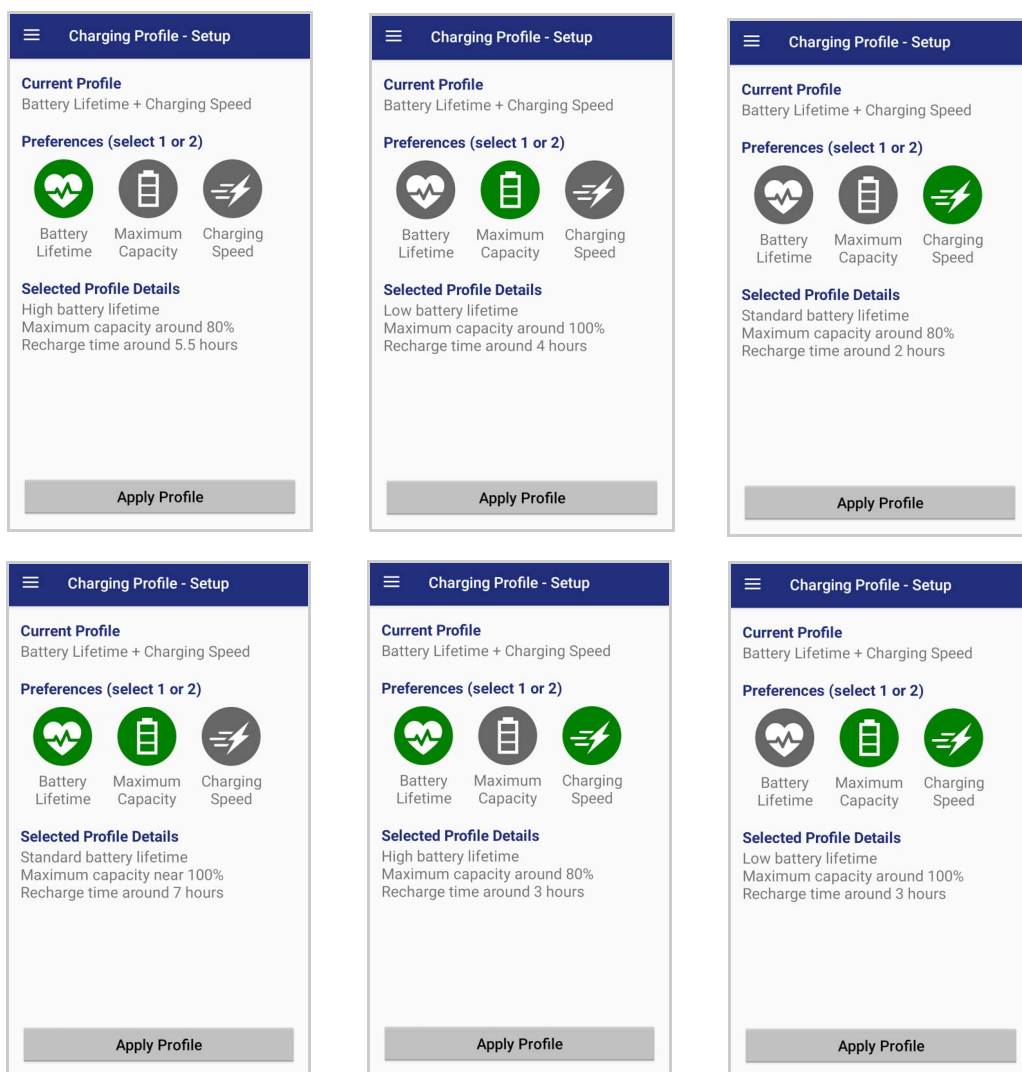 Charging Profile - Setup
Current Profile
Battery Lifetime + Charging Speed
Preferences (select 1 or 2)
Battery Lifetime
Maximum Capacity
Charging Speed
Selected Profile Details
High battery lifetime
Maximum capacity around 80%
Recharge time around 5.5 hours
Apply Profile
Charging Profile - Setup
Current Profile
Battery Lifetime + Charging Speed
Preferences (select 1 or 2)
Battery Lifetime
Maximum Capacity
Charging Speed
Selected Profile Details
Low battery lifetime
Maximum capacity around 100%
Recharge time around 4 hours
Apply Profile
Charging Profile - Setup
Current Profile
Battery Lifetime + Charging Speed
Preferences (select 1 or 2)
Battery Lifetime
Maximum Capacity
Charging Speed
Selected Profile Details
Standard battery lifetime
Maximum capacity around 80%
Recharge time around 2 hours
Apply Profile
Charging Profile - Setup
Current Profile
Battery Lifetime + Charging Speed
Preferences (select 1 or 2)
Battery Lifetime
Maximum Capacity
Charging Speed
Selected Profile Details
Standard battery lifetime
Maximum capacity near 100%
Recharge time around 7 hours
Apply Profile
Charging Profile - Setup
Current Profile
Battery Lifetime + Charging Speed
Preferences (select 1 or 2)
Battery Lifetime
Maximum Capacity
Charging Speed
Selected Profile Details
High battery lifetime
Maximum capacity around 80%
Recharge time around 3 hours
Apply Profile
Charging Profile - Setup
Current Profile
Battery Lifetime + Charging Speed
Preferences (select 1 or 2)
Battery Lifetime
Maximum Capacity
Charging Speed
Selected Profile Details
Low battery lifetime
Maximum capacity around 100%
Recharge time around 3 hours
Apply Profile